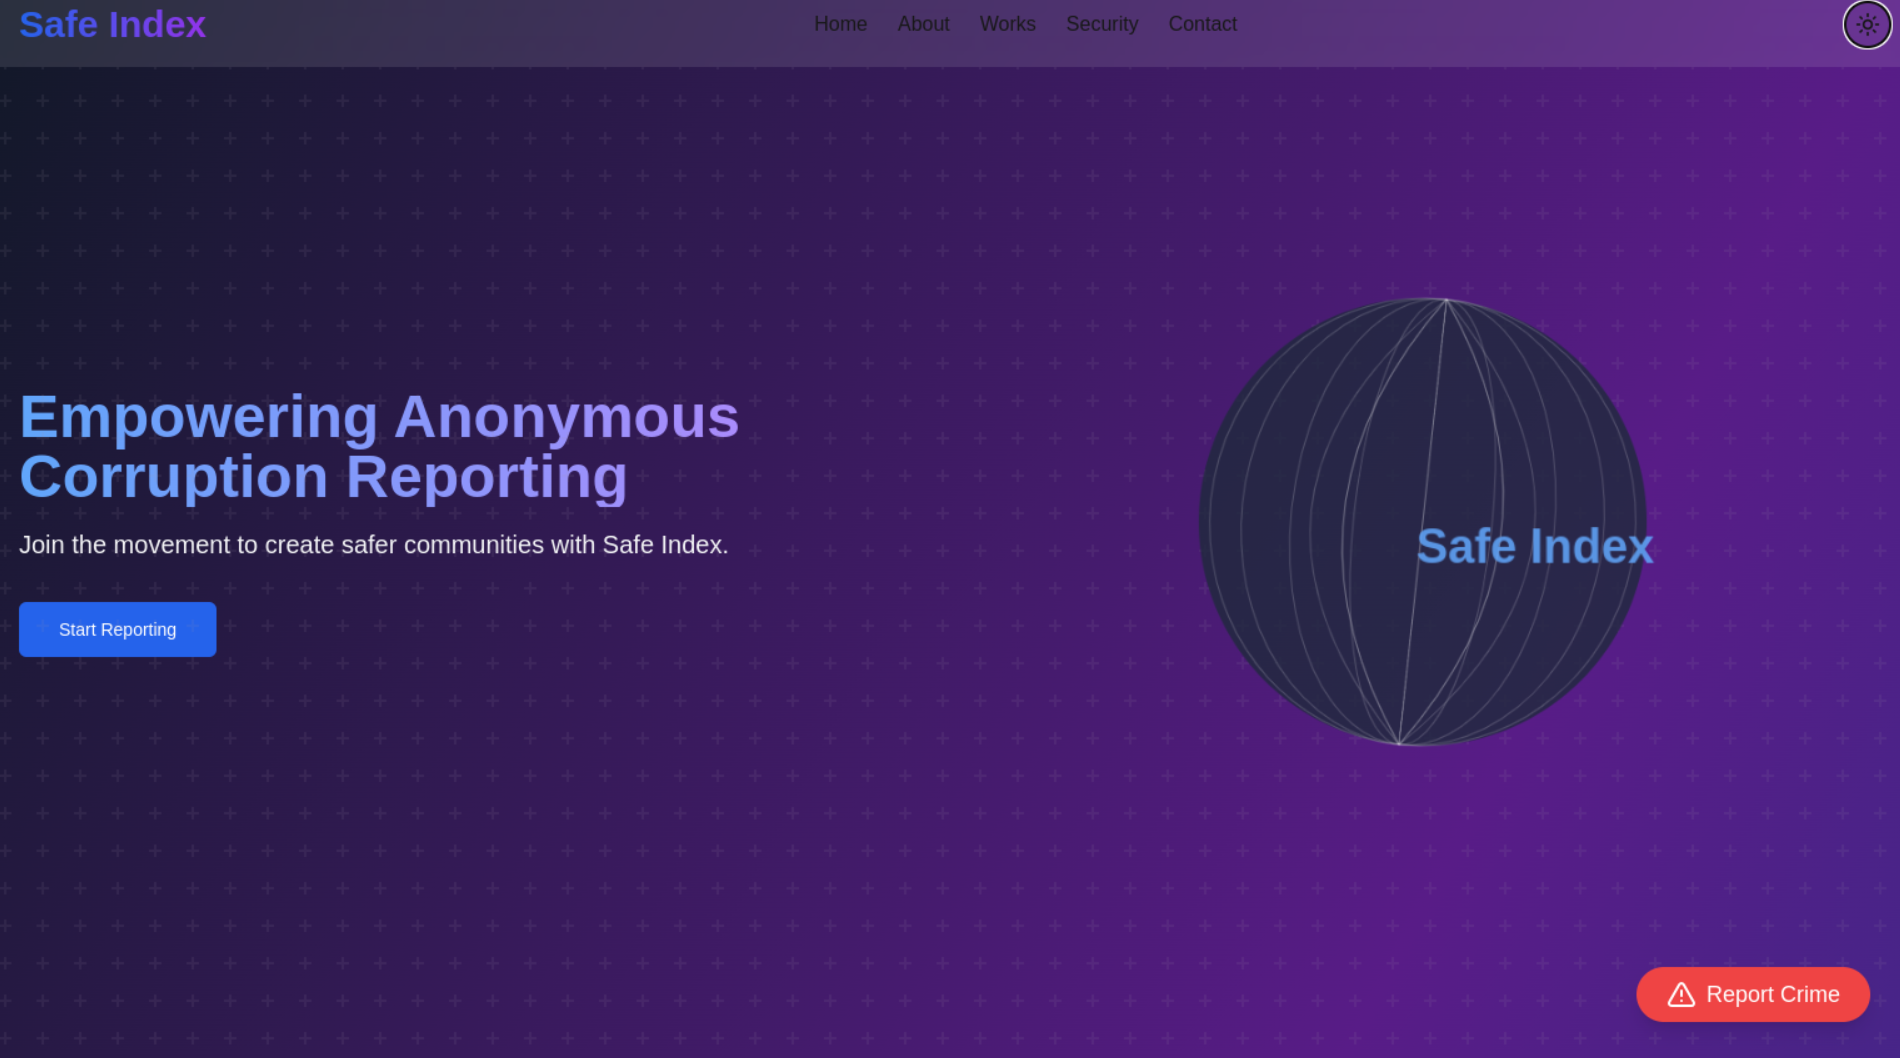 Safe Index
Home About Works Security Contact
Empowering Anonymous
Corruption Reporting
Join the movement to create safer communities with Safe Index.
Start Reporting
Safe Index
Report Crime